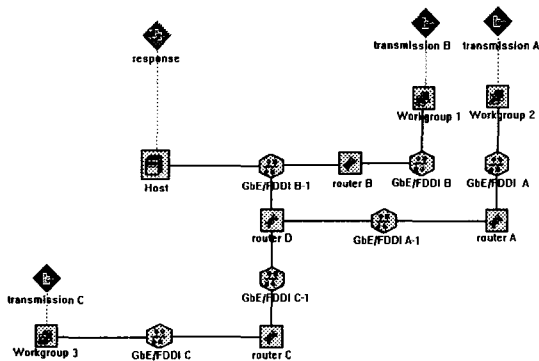 transmission B
transmission A
response
Workgroup 1
Workgroup 2
Host
GbE/FDDI B-1
router B
GbE/FDDI B
GbE/FDDI A
router D
GbE/FDDI A-1
router A
transmission C
GbE/FDDI C-1
Workgroup 3
GbE/FDDI C
router C